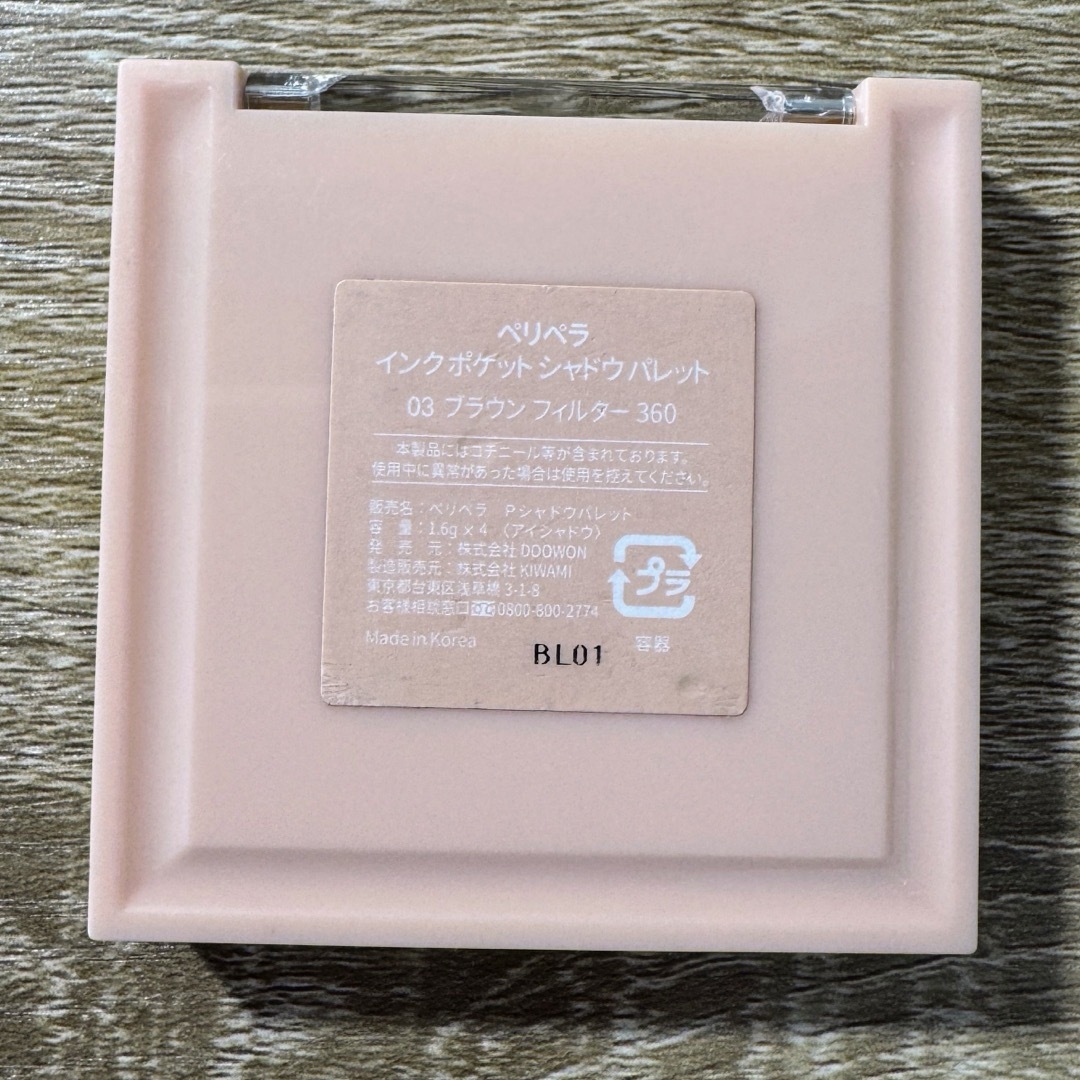 ペリペラ
インク ポケット シャドウ パレット
03 ブラウン フィルター 360
本製品にはコチニール等が含まれております。
使用中に異常があった場合は使用を控えてください。
販売名：ペリペラ　Pシャドウパレット
容　量：1.6g×4 〈アイシャドウ〉
発　売　元：株式会社 DOOWON
製造販売元：株式会社 KIWAMI
東京都台東区浅草橋 3-1-8
お客様相談窓口 0800-800-2774
Made in Korea
BL01
プラ
容器